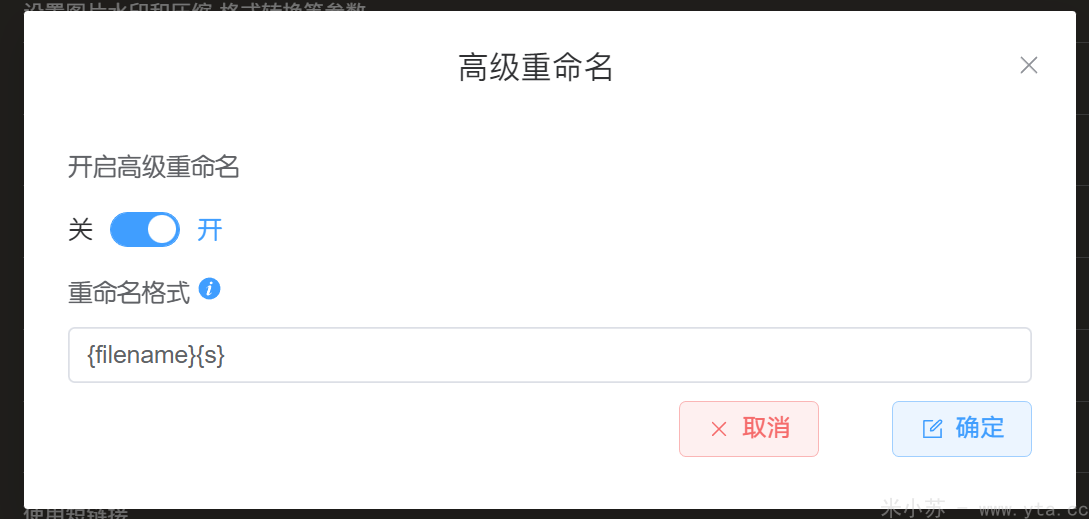 设置图片水印和压缩-格式转换等参数
高级重命名
开启高级重命名
关 开
重命名格式
{filename}{s}
取消 确定
使用短链接
米小苏 - www.yta.cc